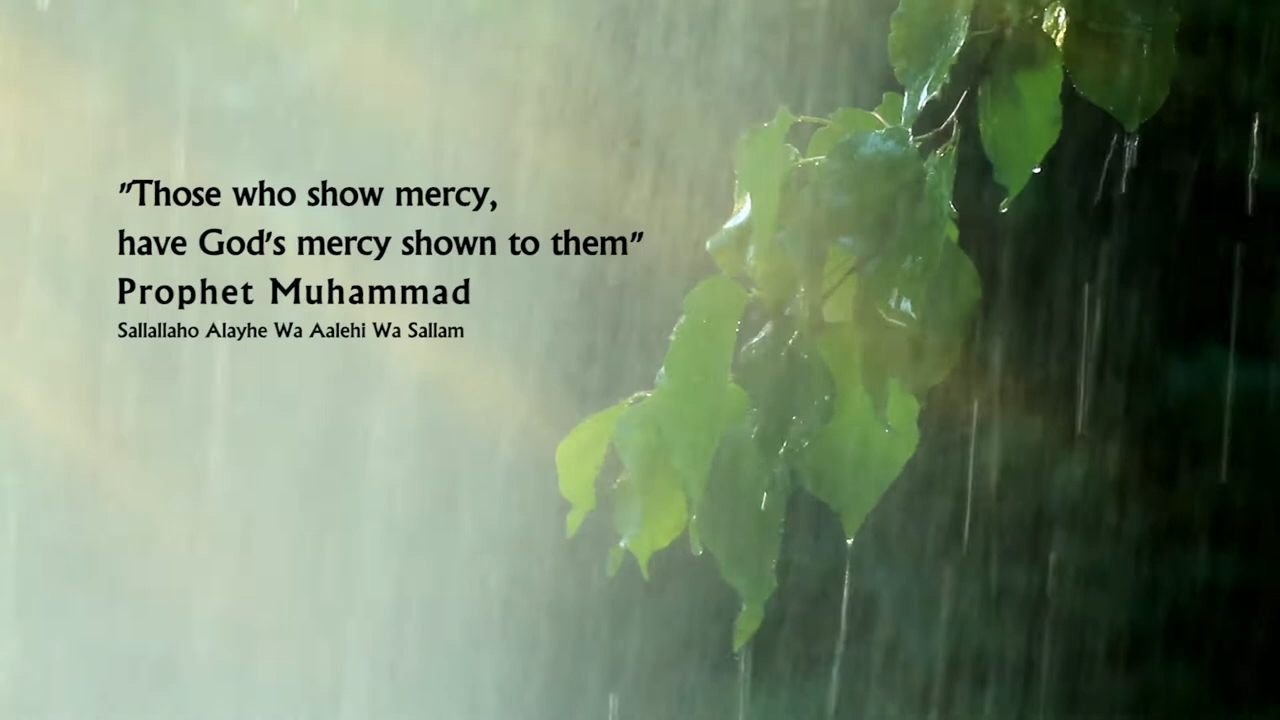 "Those who show mercy,
have God's mercy shown to them"
Prophet Muhammad
Sallallaho Alayhe Wa Aalehi Wa Sallam